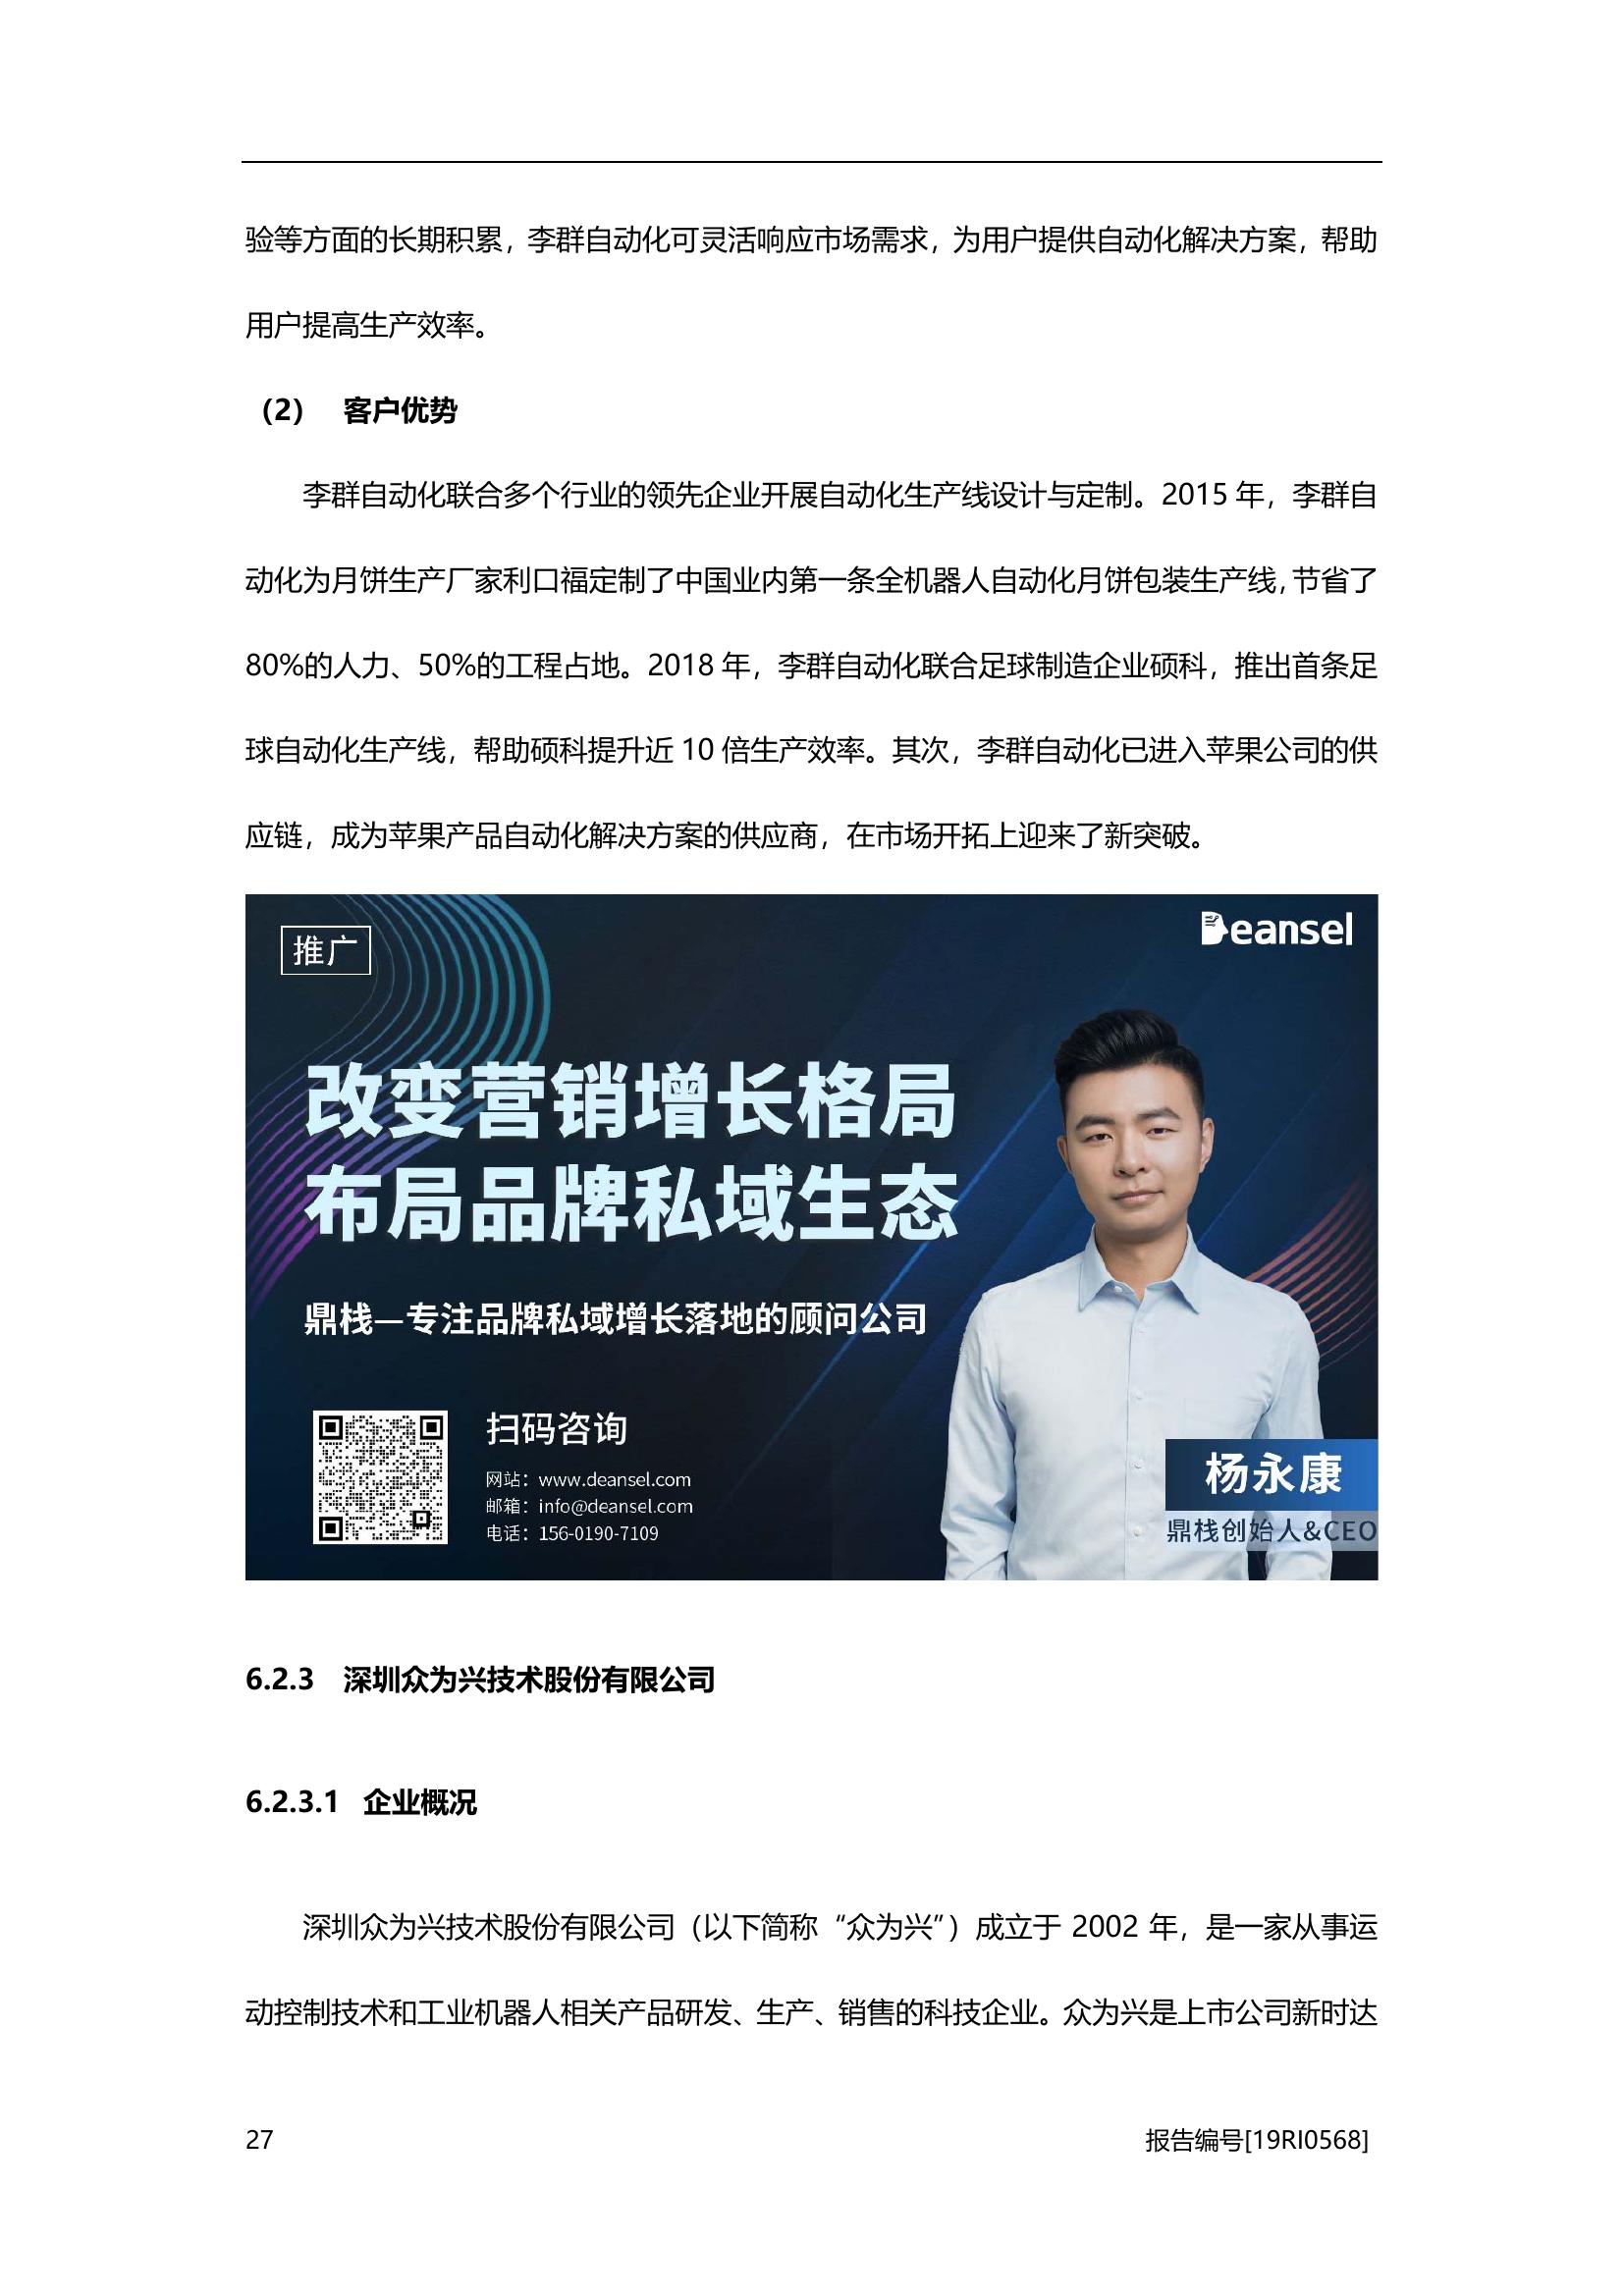 验等方面的长期积累，李群自动化可灵活响应市场需求，为用户提供自动化解决方案，帮助
用户提高生产效率。
（2） 客户优势
李群自动化联合多个行业的领先企业开展自动化生产线设计与定制。2015 年，李群自
动化为月饼生产厂家利口福定制了中国业内第一条全机器人自动化月饼包装生产线，节省了
80%的人力、50%的工程占地。2018 年，李群自动化联合足球制造企业硕科，推出首条足
球自动化生产线，帮助硕科提升近 10 倍生产效率。其次，李群自动化已进入苹果公司的供
应链，成为苹果产品自动化解决方案的供应商，在市场开拓上迎来了新突破。
推广
Deansel
改变营销增长格局
布局品牌私域生态
鼎栈—专注品牌私域增长落地的顾问公司
扫码咨询
网站：www.deansel.com
邮箱：info@deansel.com
电话：156-0190-7109
杨永康
鼎栈创始人&CEO
6.2.3 深圳众为兴技术股份有限公司
6.2.3.1 企业概况
深圳众为兴技术股份有限公司（以下简称“众为兴”）成立于 2002 年，是一家从事运
动控制技术和工业机器人相关产品研发、生产、销售的科技企业。众为兴是上市公司新时达
27
报告编号[19RI0568]